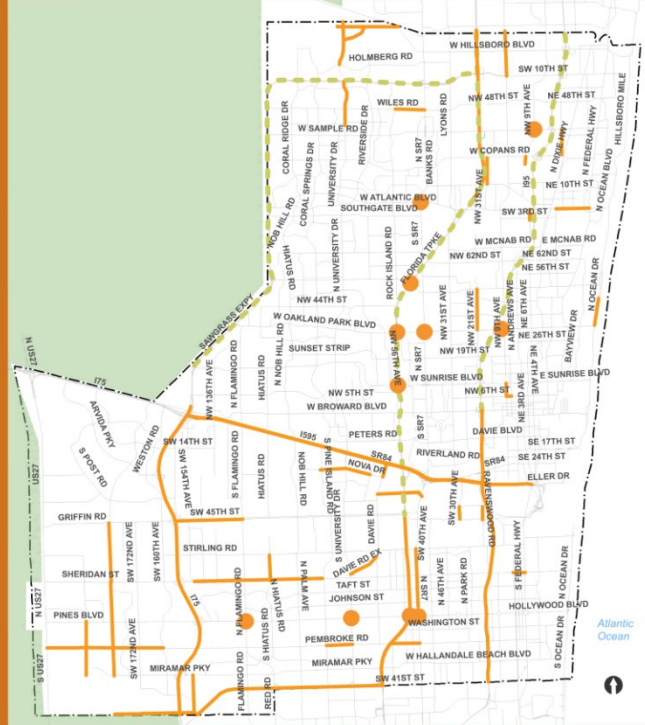 W HILLSBORO BLVD
HOLMBERG RD
SW 10TH ST
WILES RD
NW 48TH ST
NE 48TH ST
HILLSBORO MILE
CORAL RIDGE DR
RIVERSIDE DR
LYONS RD
NW 9TH AVE
N FEDERAL HWY
W SAMPLE RD
N DIXIE HWY
CORAL SPRINGS DR
UNIVERSITY DR
N SR7
BANKS RD
W COPANS RD
I95
NE 10TH ST
N OCEAN BLVD
NW 31ST AVE
W ATLANTIC BLVD
SOUTHGATE BLVD
SW 3RD ST
NOB HILL RD
HIATUS RD
N UNIVERSITY DR
ROCK ISLAND RD
S SR7
FLORIDA TPKE
W MCNAB RD
E MCNAB RD
NW 62ND ST
NE 62ND ST
NE 56TH ST
N OCEAN DR
SAWGRASS EXPY
NW 44TH ST
NW 31ST AVE
NW 21ST AVE
N ANDREWS AVE
NE 6TH AVE
W OAKLAND PARK BLVD
N US27
NE 26TH ST
BAYVIEW DR
SUNSET STRIP
NW 56TH AVE
N SR7
NW 19TH ST
NE 4TH AVE
I75
NW 136TH AVE
N FLAMINGO RD
HIATUS RD
N NOB HILL RD
W SUNRISE BLVD
E SUNRISE BLVD
NW 5TH ST
NW 6TH ST
W BROWARD BLVD
NE 3RD AVE
ARVIDA PKY
WESTON RD
I595
PETERS RD
S SR7
DAVIE BLVD
SW 14TH ST
SE 17TH ST
US27
S POST RD
SW 154TH AVE
S FLAMINGO RD
HIATUS RD
NOB HILL RD
S PINE ISLAND RD
SR84
NOVA DR
RIVERLAND RD
SR84
SE 24TH ST
ELLER DR
GRIFFIN RD
SW 45TH ST
S UNIVERSITY DR
DAVIE RD
SW 30TH AVE
RAVENSWOOD RD
SW 172ND AVE
SW 160TH AVE
STIRLING RD
SW 40TH AVE
S FEDERAL HWY
DAVIE RD EX
SHERIDAN ST
TAFT ST
N US27
I75
N FLAMINGO RD
N HIATUS RD
N PALM AVE
JOHNSON ST
N SR7
N 46TH AVE
N PARK RD
N OCEAN DR
HOLLYWOOD BLVD
PINES BLVD
WASHINGTON ST
Atlantic
Ocean
SW 172ND AVE
S HIATUS RD
PEMBROKE RD
S OCEAN DR
S US27
W HALLANDALE BEACH BLVD
MIRAMAR PKY
FLAMINGO RD
RED RD
MIRAMAR PKY
SW 41ST ST